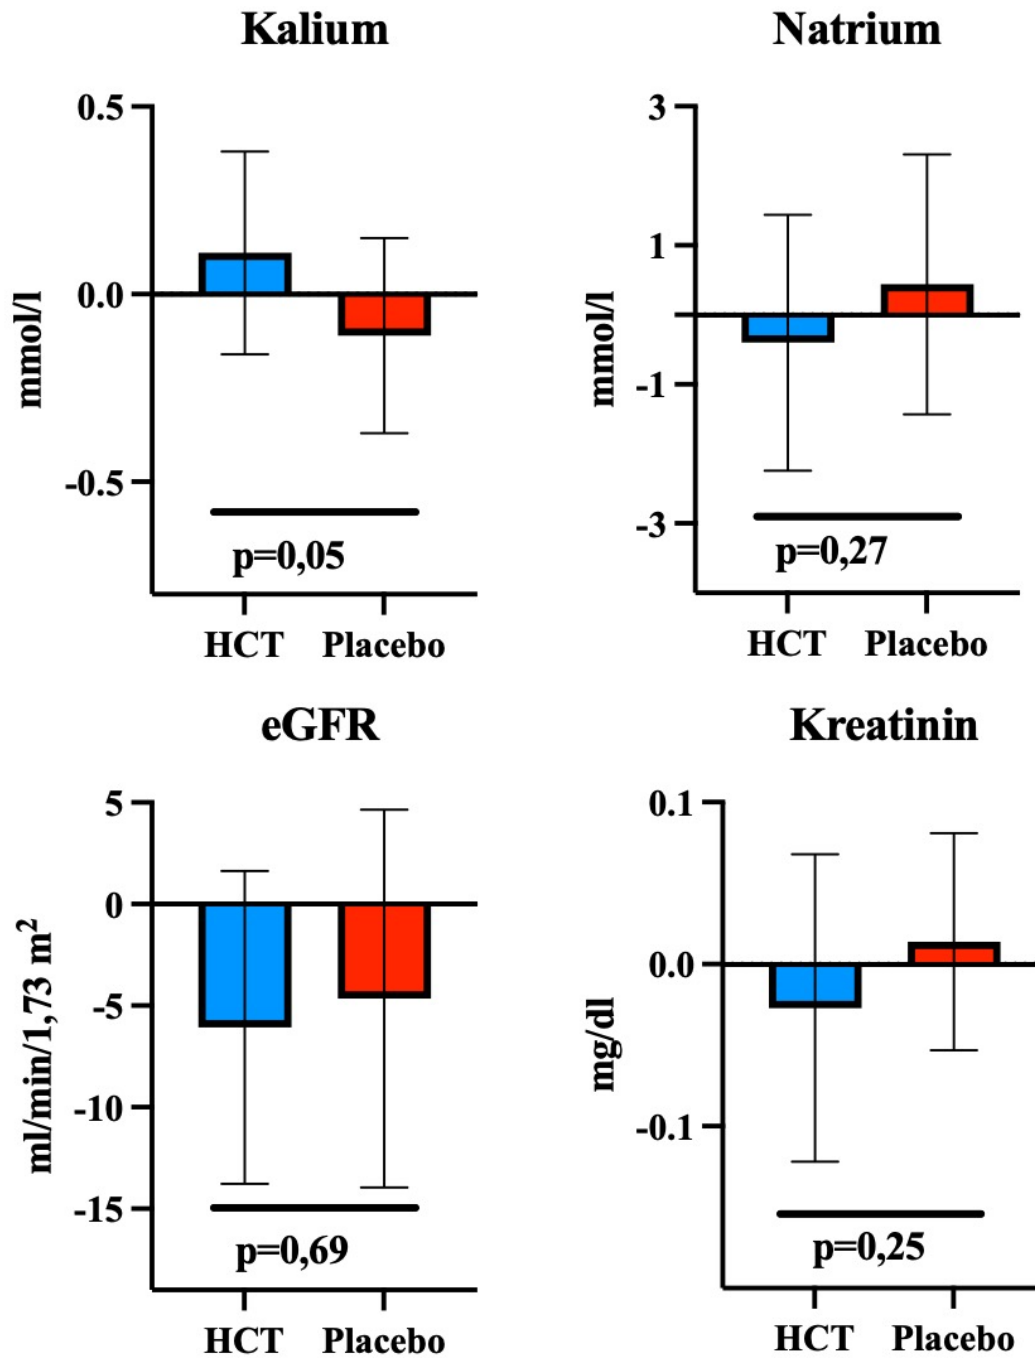 Kalium
0.5
0.0
-0.5
mmol/l
p=0,05
HCT Placebo
Natrium
3
1
-1
-3
mmol/l
p=0,27
HCT Placebo
eGFR
5
0
-5
-10
-15
ml/min/1,73 m²
p=0,69
HCT Placebo
Kreatinin
0.1
0.0
-0.1
mg/dl
p=0,25
HCT Placebo